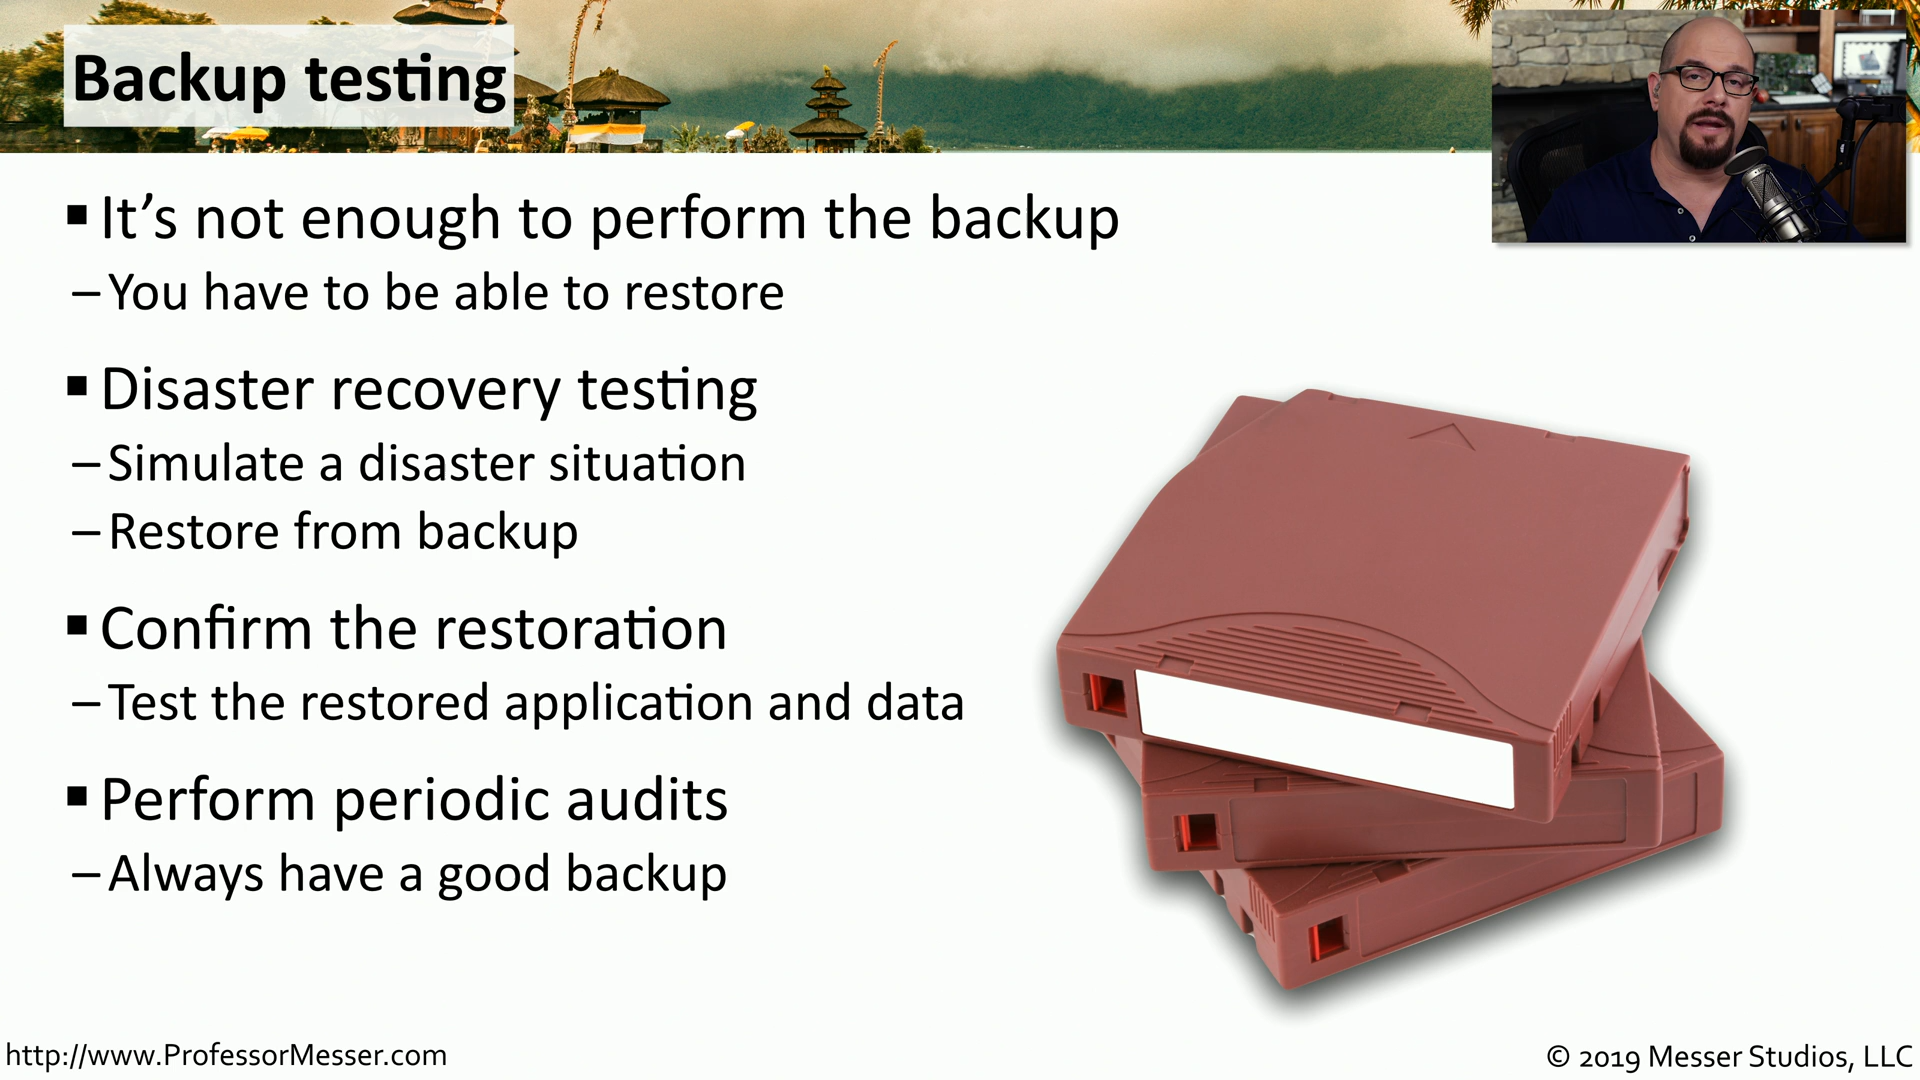 Backup testing
▪ It’s not enough to perform the backup
– You have to be able to restore
▪ Disaster recovery testing
– Simulate a disaster situation
– Restore from backup
▪ Confirm the restoration
– Test the restored application and data
▪ Perform periodic audits
– Always have a good backup
http://www.ProfessorMesser.com
© 2019 Messer Studios, LLC